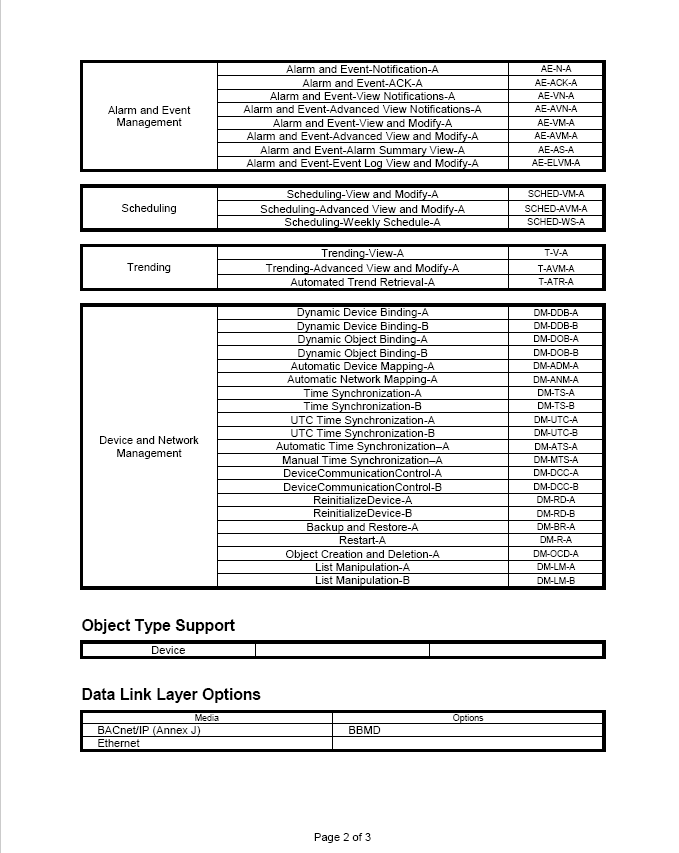 Alarm and Event Management
Alarm and Event-Notification-A AE-N-A
Alarm and Event-ACK-A AE-ACK-A
Alarm and Event-View Notifications-A AE-VN-A
Alarm and Event-Advanced View Notifications-A AE-AVN-A
Alarm and Event-View and Modify-A AE-VM-A
Alarm and Event-Advanced View and Modify-A AE-AVM-A
Alarm and Event-Alarm Summary View-A AE-AS-A
Alarm and Event-Event Log View and Modify-A AE-ELVM-A
Scheduling
Scheduling-View and Modify-A SCHED-VM-A
Scheduling-Advanced View and Modify-A SCHED-AVM-A
Scheduling-Weekly Schedule-A SCHED-WS-A
Trending
Trending-View-A T-V-A
Trending-Advanced View and Modify-A T-AVM-A
Automated Trend Retrieval-A T-ATR-A
Device and Network Management
Dynamic Device Binding-A DM-DDB-A
Dynamic Device Binding-B DM-DDB-B
Dynamic Object Binding-A DM-DOB-A
Dynamic Object Binding-B DM-DOB-B
Automatic Device Mapping-A DM-ADM-A
Automatic Network Mapping-A DM-ANM-A
Time Synchronization-A DM-TS-A
Time Synchronization-B DM-TS-B
UTC Time Synchronization-A DM-UTC-A
UTC Time Synchronization-B DM-UTC-B
Automatic Time Synchronization–A DM-ATS-A
Manual Time Synchronization–A DM-MTS-A
DeviceCommunicationControl-A DM-DCC-A
DeviceCommunicationControl-B DM-DCC-B
ReinitializeDevice-A DM-RD-A
ReinitializeDevice-B DM-RD-B
Backup and Restore-A DM-BR-A
Restart-A DM-R-A
Object Creation and Deletion-A DM-OCD-A
List Manipulation-A DM-LM-A
List Manipulation-B DM-LM-B
Object Type Support
Device
Data Link Layer Options
Media Options
BACnet/IP (Annex J) BBMD
Ethernet
Page 2 of 3